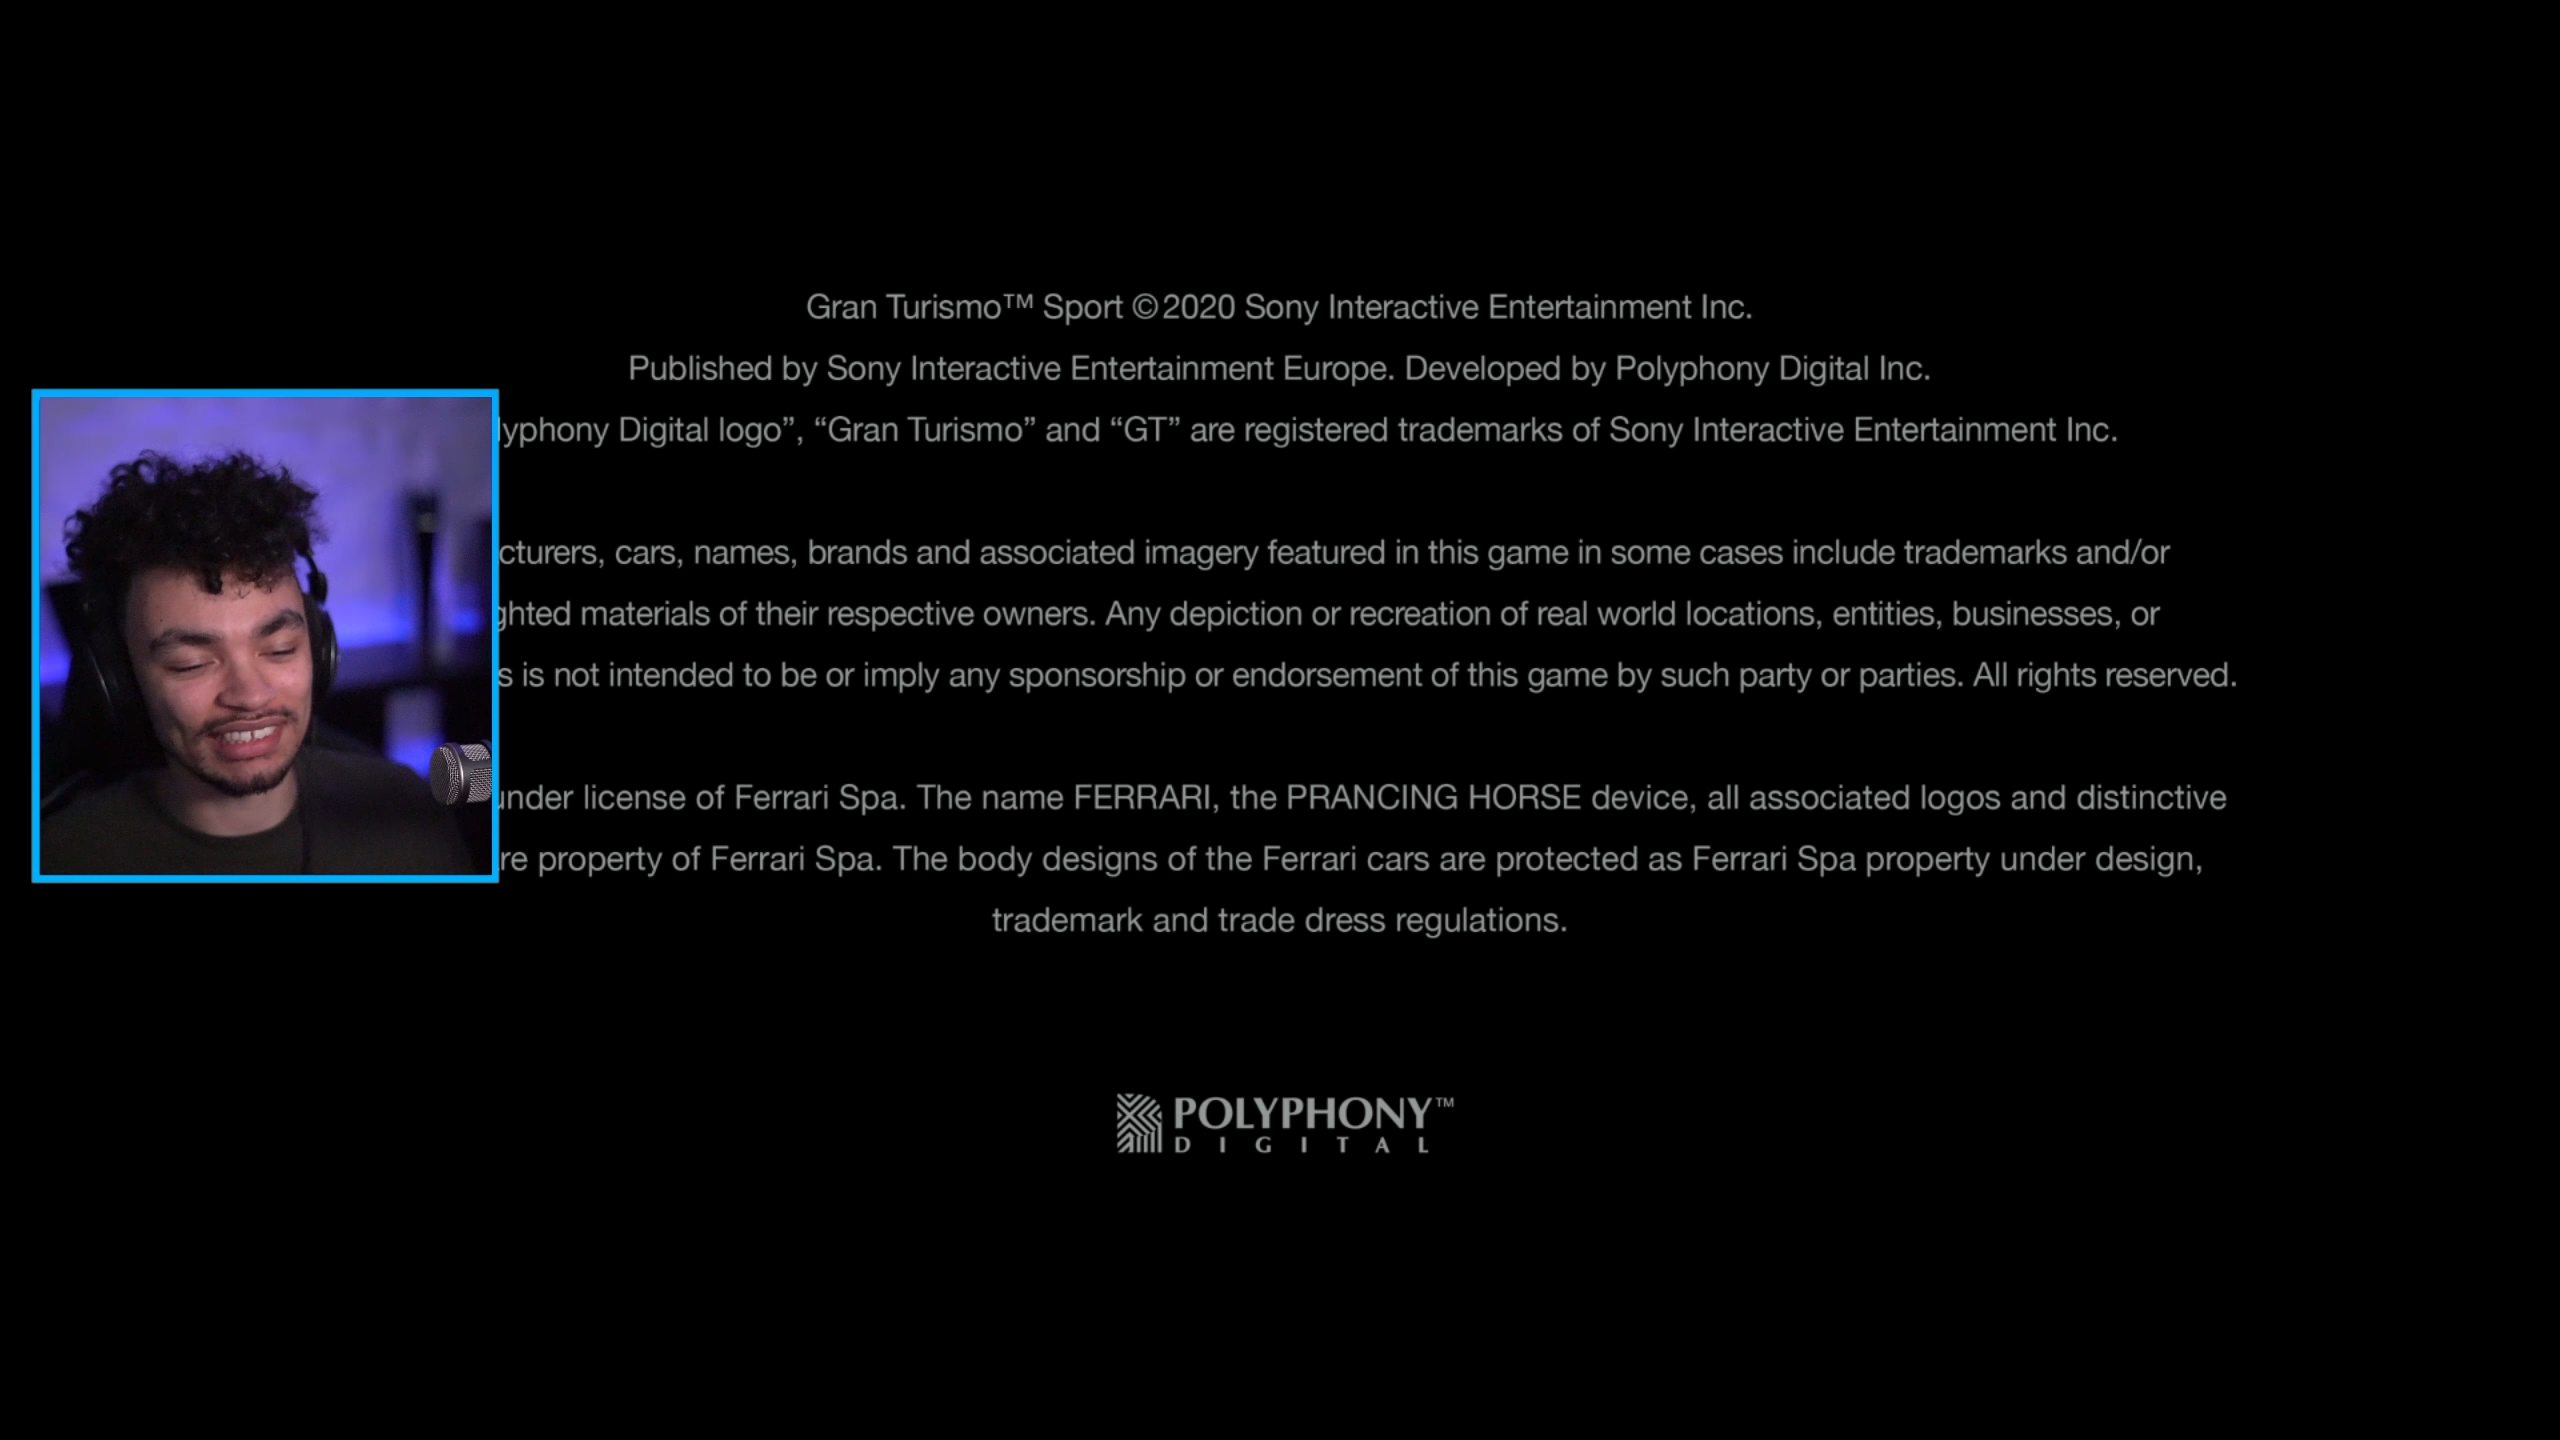 Gran Turismo™ Sport ©2020 Sony Interactive Entertainment Inc.
Published by Sony Interactive Entertainment Europe. Developed by Polyphony Digital Inc.
Digital logo”, “Gran Turismo” and “GT” are registered trademarks of Sony Interactive Entertainment Inc.
cars, names, brands and associated imagery featured in this game in some cases include trademarks and/or
materials of their respective owners. Any depiction or recreation of real world locations, entities, businesses, or
is not intended to be or imply any sponsorship or endorsement of this game by such party or parties. All rights reserved.
under license of Ferrari Spa. The name FERRARI, the PRANCING HORSE device, all associated logos and distinctive
property of Ferrari Spa. The body designs of the Ferrari cars are protected as Ferrari Spa property under design,
trademark and trade dress regulations.
POLYPHONY™
DIGITAL